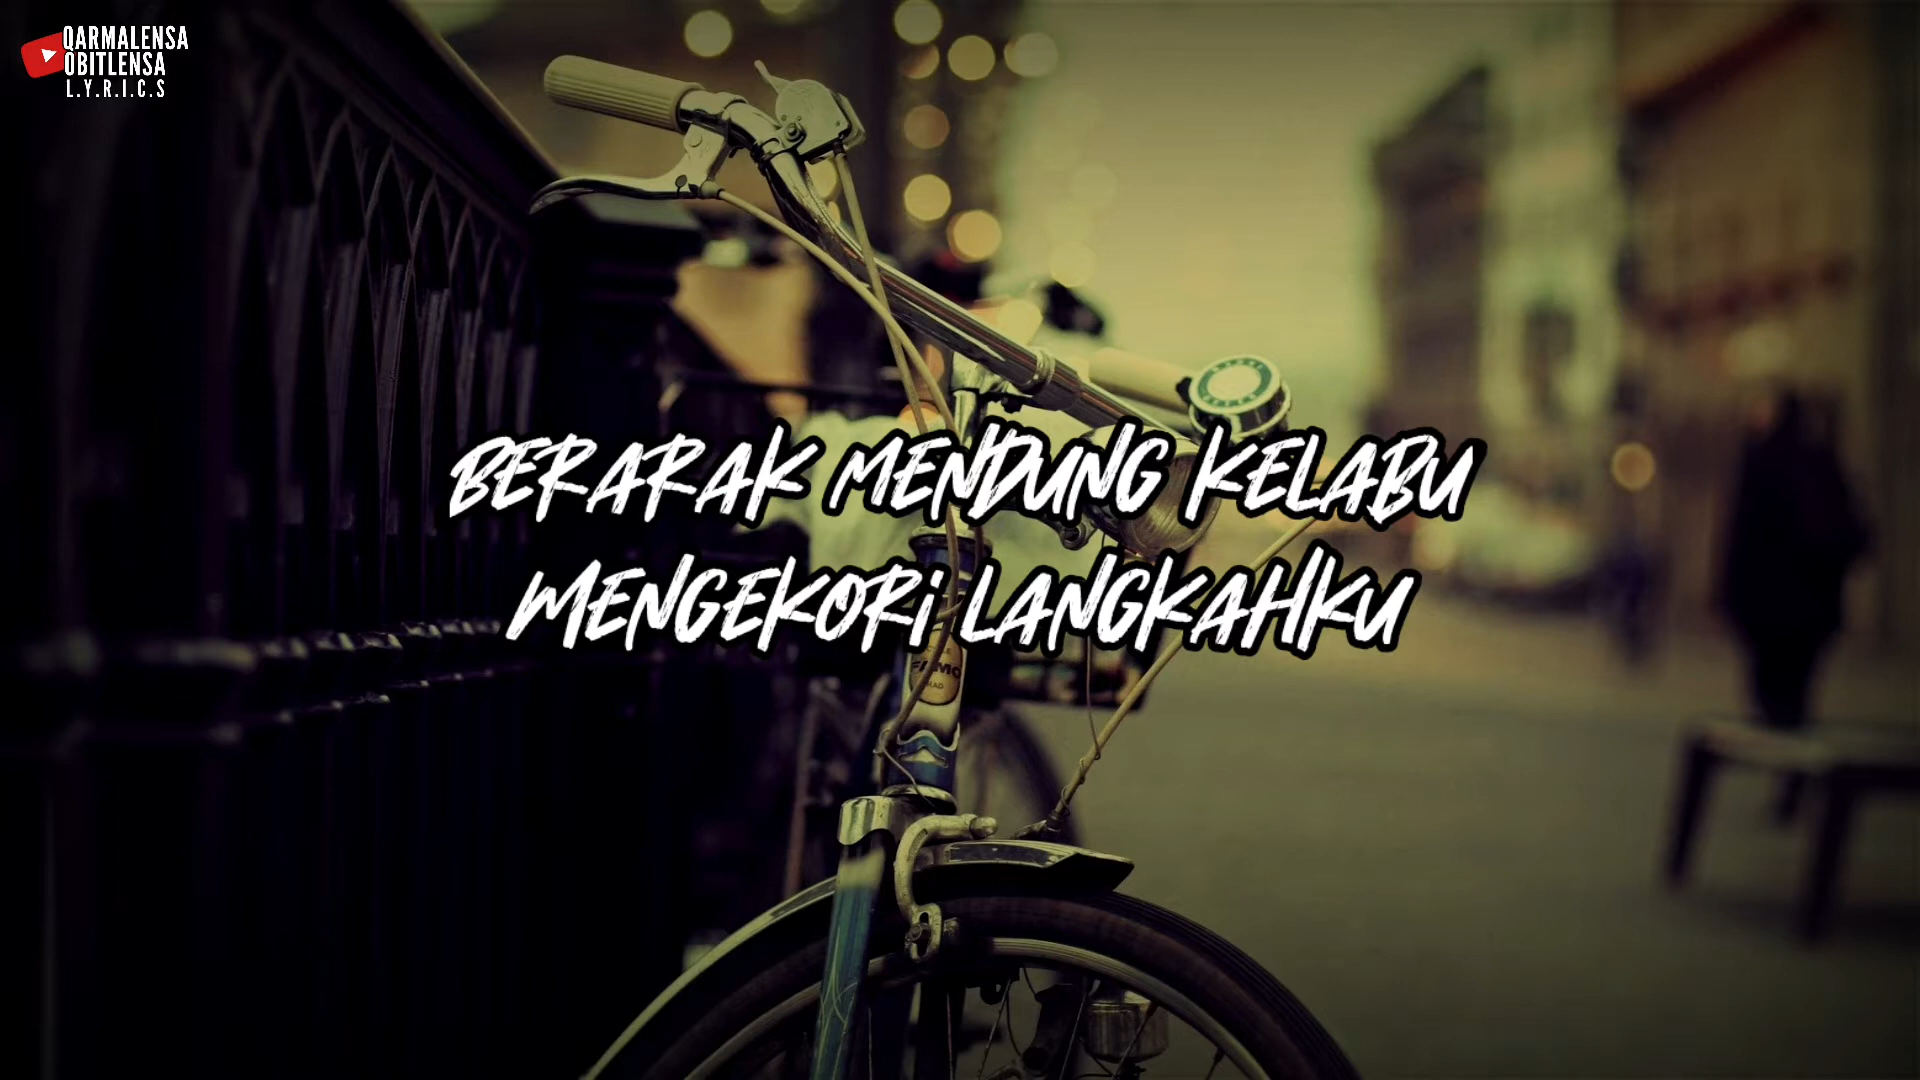 QARMALENSA
OBITLENSA
L.Y.R.I.C.S
BERARAK MENDUNG KELABU
MENGEKORI LANGKAHKU